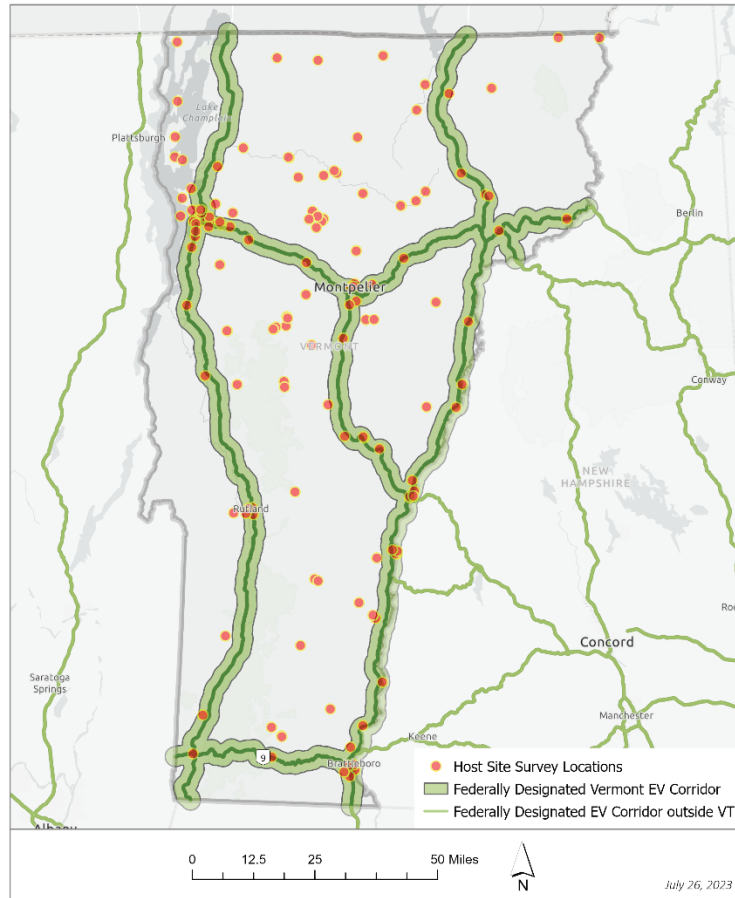 Lake
Champlain
Plattsburgh
Berlin
Montpelier
VERMONT
Conway
NEW
HAMPSHIRE
Rutland
Concord
Saratoga
Springs
Manchester
Keene
9
Brattleboro
Host Site Survey Locations
Federally Designated Vermont EV Corridor
Federally Designated EV Corridor outside VT
0 12.5 25 50 Miles
N
July 26, 2023